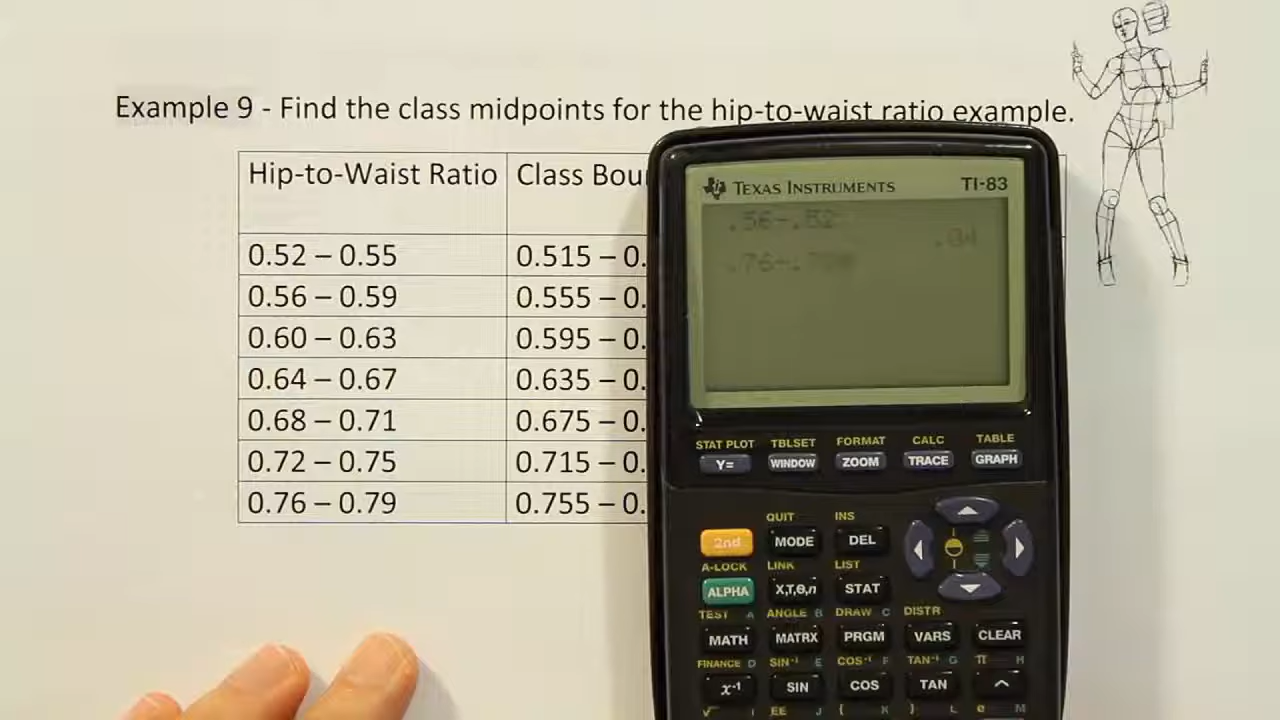 Example 9 - Find the class midpoints for the hip-to-waist ratio example.
Hip-to-Waist Ratio Class
0.52 – 0.55 0.515 – 0.
0.56 – 0.59 0.555 – 0.
0.60 – 0.63 0.595 – 0.
0.64 – 0.67 0.635 – 0.
0.68 – 0.71 0.675 – 0.
0.72 – 0.75 0.715 – 0.
0.76 – 0.79 0.755 – 0.
TEXAS INSTRUMENTS TI-83
.56-.52
.04
STAT PLOT TBLSET FORMAT CALC TABLE
Y= WINDOW ZOOM TRACE GRAPH
QUIT INS
2nd MODE DEL
A-LOCK LINK LIST
ALPHA X,T,θ,n STAT
TEST A ANGLE B DRAW C DISTR
MATH MATRX PRGM VARS CLEAR
FINANCE D SIN⁻¹ E COS⁻¹ F TAN⁻¹ G π H
x⁻¹ SIN COS TAN ^
√ I EE J { K } L e M